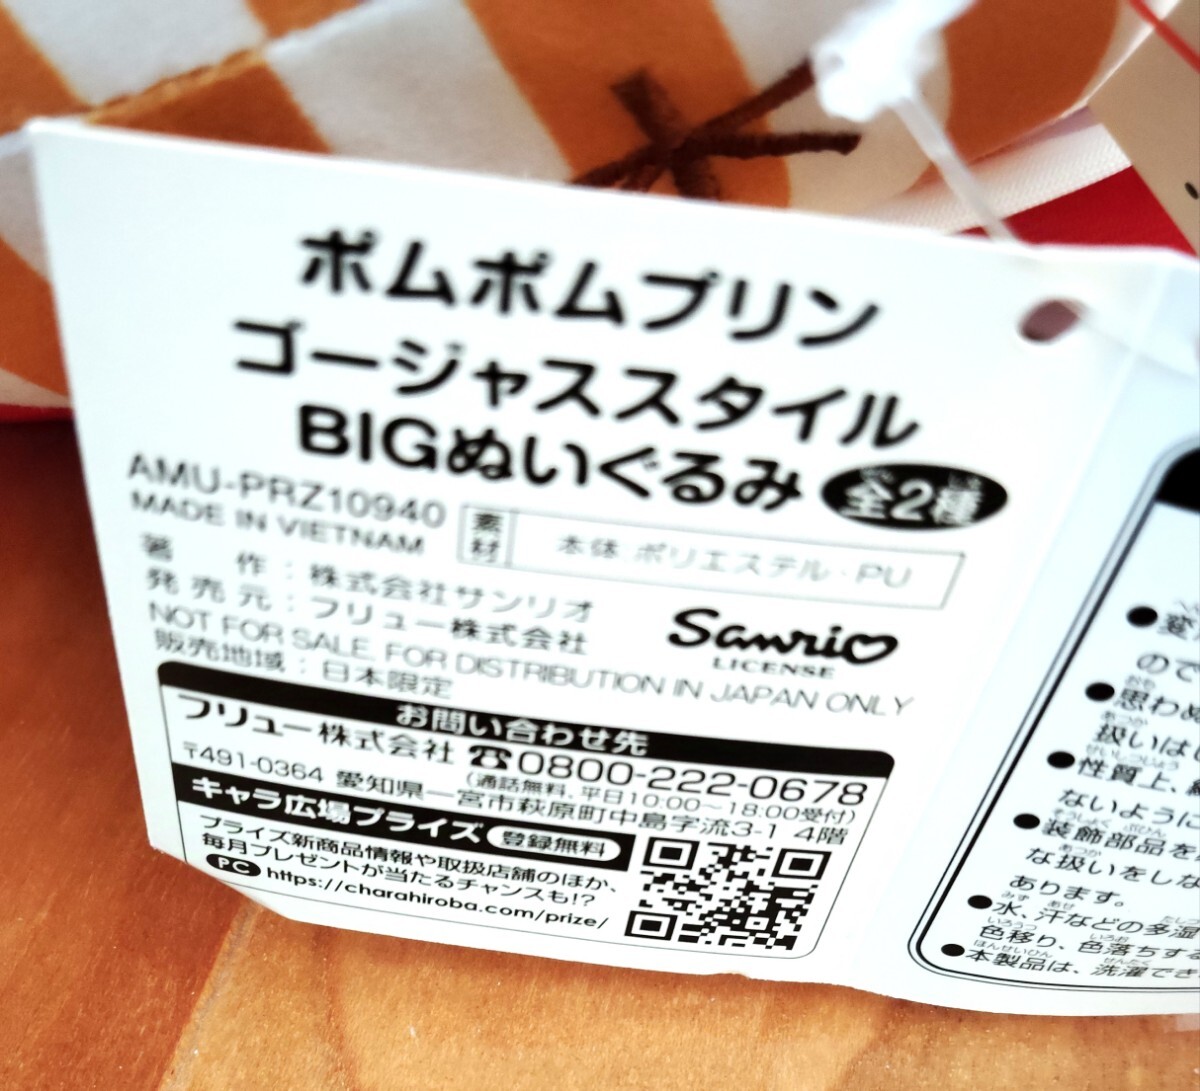 ポムポムプリン
ゴージャススタイル
BIGぬいぐるみ 全2種
AMU-PRZ10940
MADE IN VIETNAM
素材 本体:ポリエステル・PU
著作:株式会社サンリオ
発売元:フリュー株式会社
Sanrio
LICENSE
NOT FOR SALE, FOR DISTRIBUTION IN JAPAN ONLY
販売地域:日本限定
お問い合わせ先
フリュー株式会社 ☎0800-222-0678
(通話無料、平日10:00~18:00受付)
〒491-0364 愛知県一宮市萩原町中島字流3-1 4階
キャラ広場プライズ 登録無料
プライズ新商品情報や取扱店舗のほか、
毎月プレゼントが当たるチャンスも!?
PC https://charahiroba.com/prize/
●変
ので
●思わぬ
扱いは
●性質上、
ないように
●装飾部品を
な扱いをしな
あります。
●水、汗などの多湿
色移り、色落ちする
●本製品は、洗濯でき